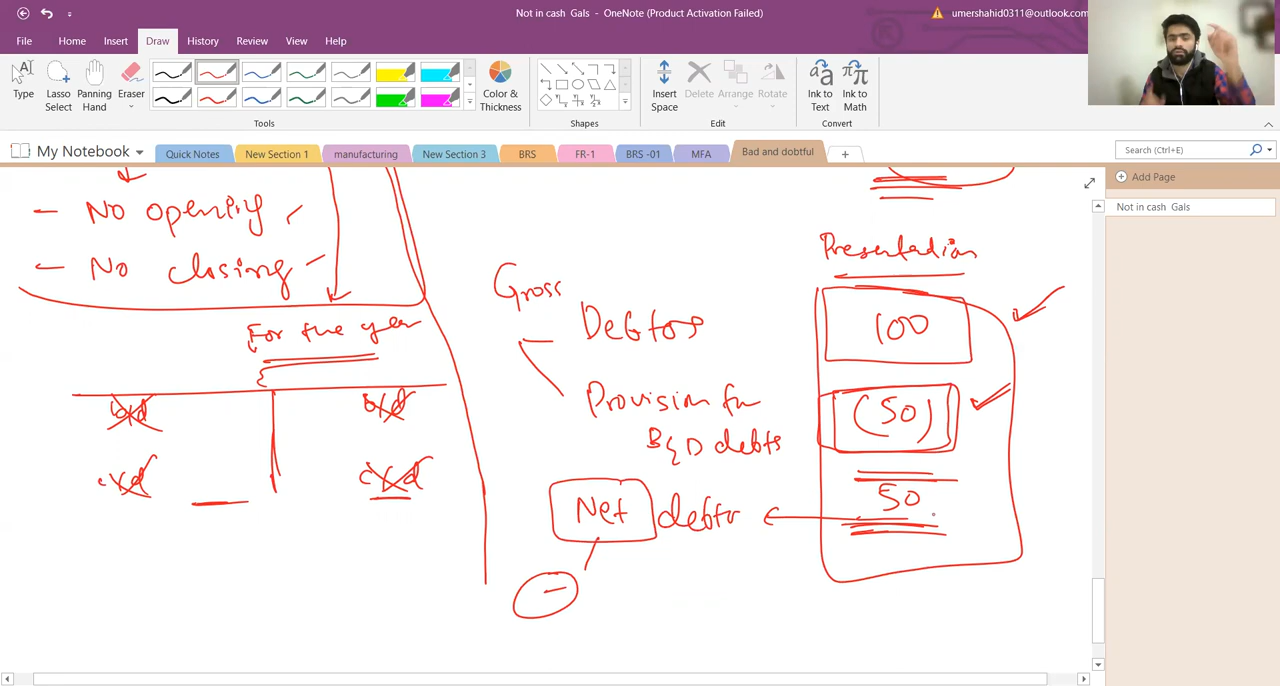 Not in cash Gals - OneNote (Product Activation Failed)
umershahid0311@outlook.com
File Home Insert Draw History Review View Help
Type
Lasso Select
Panning Hand
Eraser
Color & Thickness
Insert Space
Delete
Arrange
Rotate
Ink to Text
Ink to Math
Tools
Shapes
Edit
Convert
My Notebook
Quick Notes
New Section 1
manufacturing
New Section 3
BRS
FR-1
BRS -01
MFA
Bad and doubtful
Search (Ctrl+E)
Add Page
Not in cash Gals
- No opening
- No closing
For the year
b/d
b/d
c/d
c/d
Presentation
Gross
Debtors
100
Provision for
B&D debts
(50)
Net debtor
50